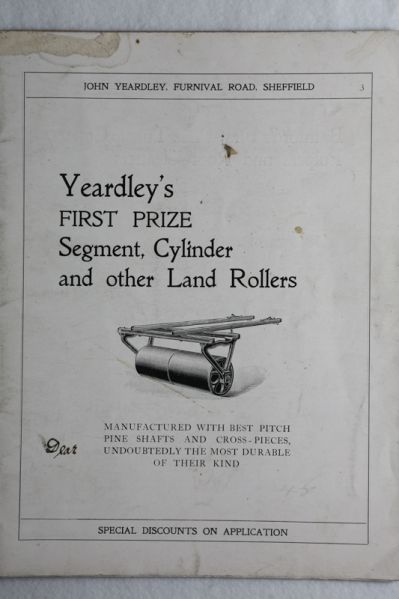 JOHN YEARDLEY, FURNIVAL ROAD, SHEFFIELD 3
Yeardley's
FIRST PRIZE
Segment, Cylinder
and other Land Rollers
MANUFACTURED WITH BEST PITCH
PINE SHAFTS AND CROSS-PIECES,
UNDOUBTEDLY THE MOST DURABLE
OF THEIR KIND
Dear
SPECIAL DISCOUNTS ON APPLICATION